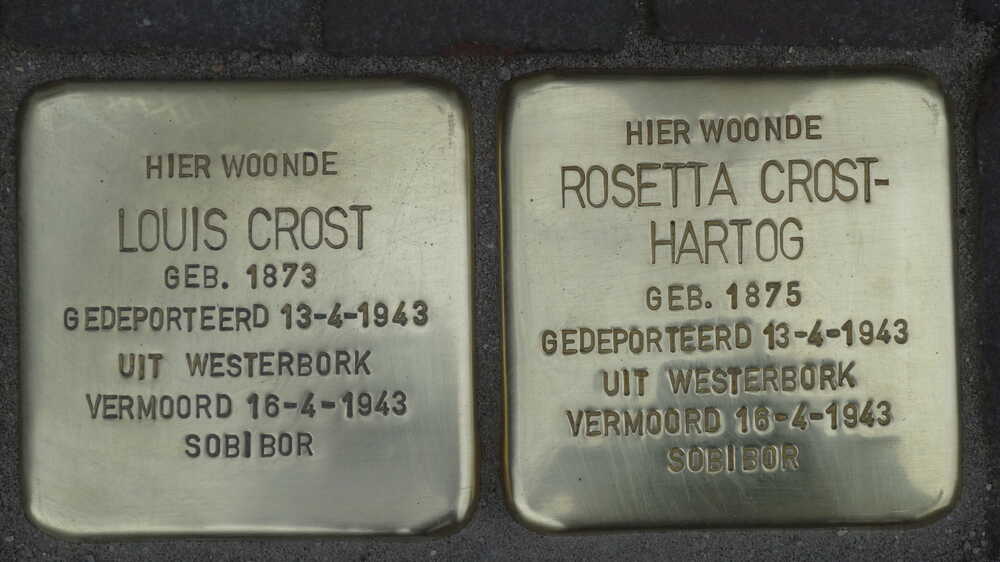 HIER WOONDE
LOUIS CROST
GEB. 1873
GEDEPORTEERD 13-4-1943
UIT WESTERBORK
VERMOORD 16-4-1943
SOBIBOR
HIER WOONDE
ROSETTA CROST-
HARTOG
GEB. 1875
GEDEPORTEERD 13-4-1943
UIT WESTERBORK
VERMOORD 16-4-1943
SOBIBOR